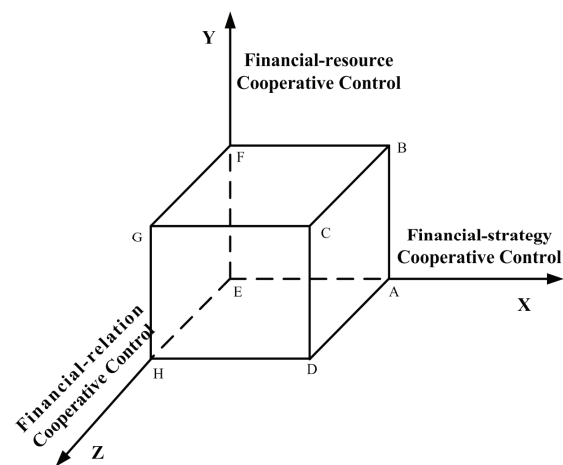 Y
Financial-resource
Cooperative Control
F
B
G
C
Financial-strategy
Cooperative Control
E
A
X
Financial-relation
Cooperative Control
H
D
Z